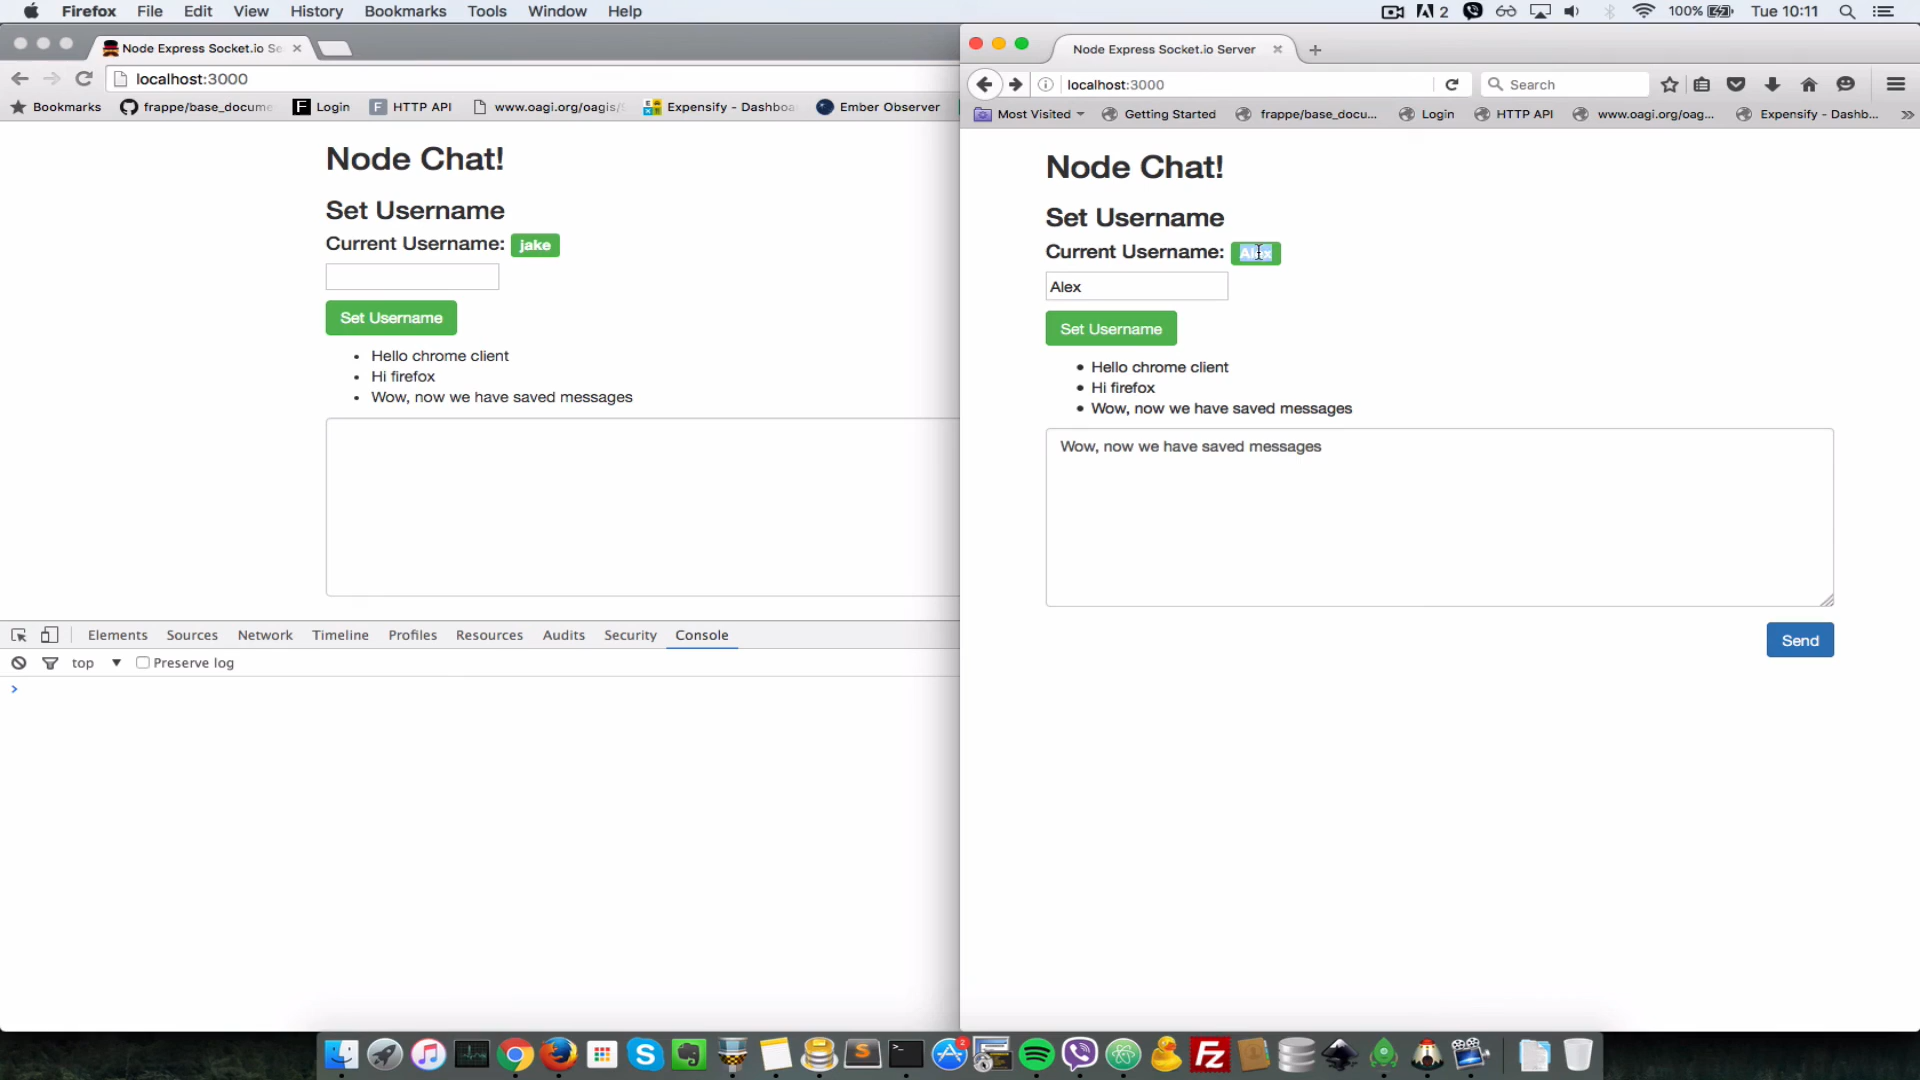 Firefox File Edit View History Bookmarks Tools Window Help
2 100% Tue 10:11
Node Express Socket.io Se
localhost:3000
Bookmarks frappe/base_docume Login HTTP API www.oagi.org/oagis/ Expensify - Dashboa Ember Observer
Node Chat!
Set Username
Current Username: jake
Set Username
Hello chrome client
Hi firefox
Wow, now we have saved messages
Elements Sources Network Timeline Profiles Resources Audits Security Console
top Preserve log
>
Node Express Socket.io Server
localhost:3000 Search
Most Visited Getting Started frappe/base_docu... Login HTTP API www.oagi.org/oag... Expensify - Dashb... »
Node Chat!
Set Username
Current Username: Alex
Alex
Set Username
Hello chrome client
Hi firefox
Wow, now we have saved messages
Wow, now we have saved messages
Send